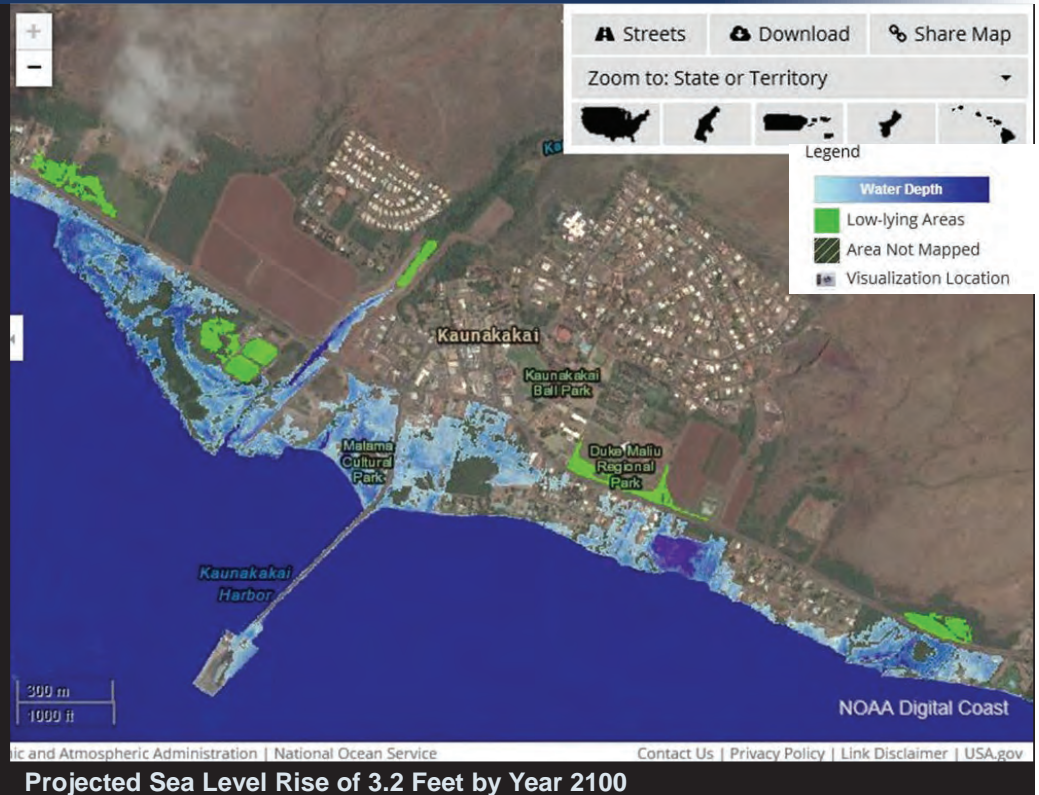 +
−
Streets
Download
Share Map
Zoom to: State or Territory
Legend
Water Depth
Low-lying Areas
Area Not Mapped
Visualization Location
Kaunakakai
Kaunakakai
Ball Park
Malama
Cultural
Park
Duke Maliu
Regional
Park
Kaunakakai
Harbor
300 m
1000 ft
NOAA Digital Coast
ic and Atmospheric Administration | National Ocean Service
Contact Us | Privacy Policy | Link Disclaimer | USA.gov
Projected Sea Level Rise of 3.2 Feet by Year 2100